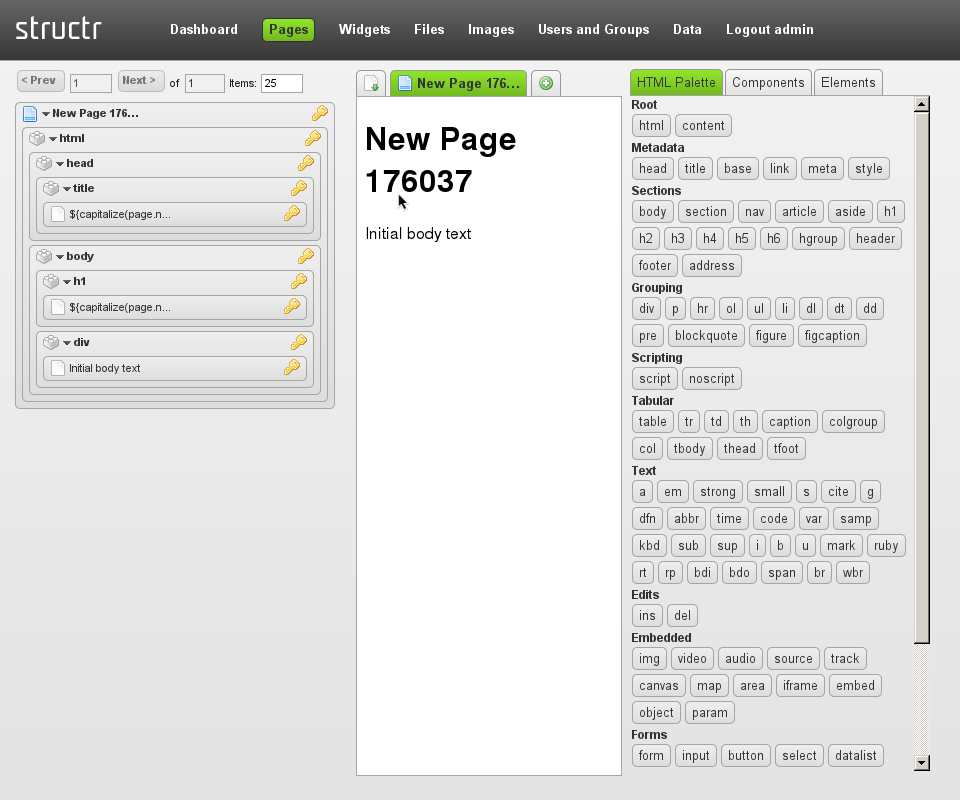 structr
Dashboard Pages Widgets Files Images Users and Groups Data Logout admin
< Prev 1 Next > of 1 Items: 25
New Page 176...
html
head
title
${capitalize(page.n...
body
h1
${capitalize(page.n...
div
Initial body text
New Page 176...
New Page
176037
Initial body text
HTML Palette Components Elements
Root
html content
Metadata
head title base link meta style
Sections
body section nav article aside h1
h2 h3 h4 h5 h6 hgroup header
footer address
Grouping
div p hr ol ul li dl dt dd
pre blockquote figure figcaption
Scripting
script noscript
Tabular
table tr td th caption colgroup
col tbody thead tfoot
Text
a em strong small s cite g
dfn abbr time code var samp
kbd sub sup i b u mark ruby
rt rp bdi bdo span br wbr
Edits
ins del
Embedded
img video audio source track
canvas map area iframe embed
object param
Forms
form input button select datalist